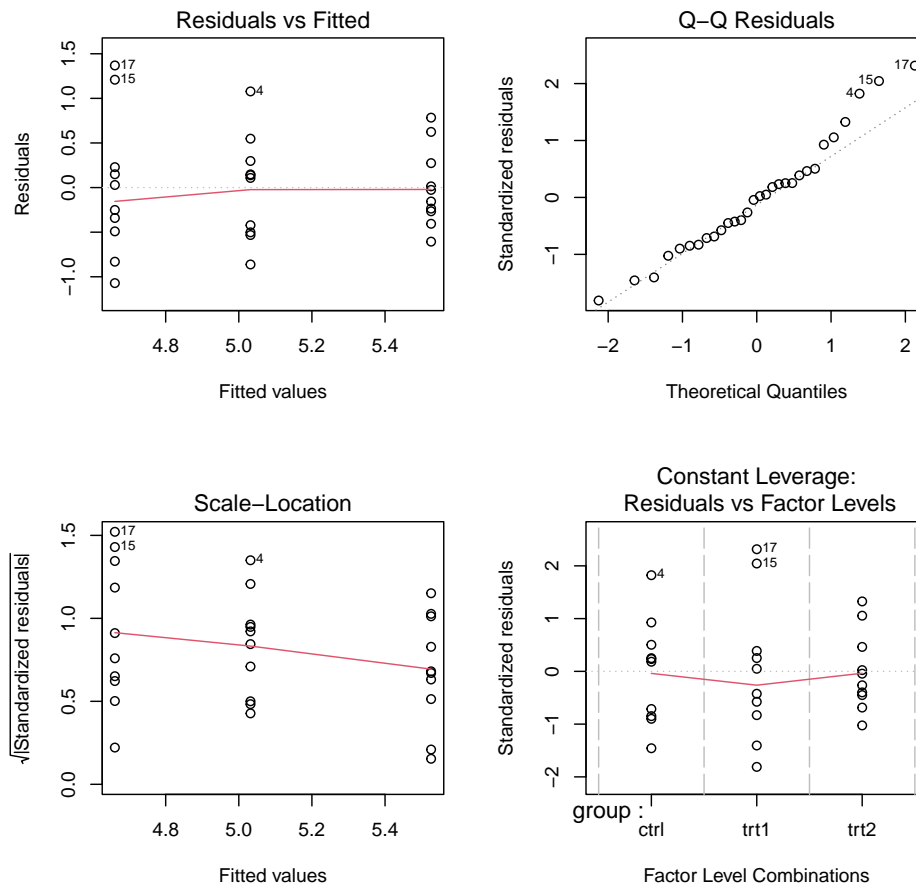 Residuals vs Fitted
Residuals
1.5
1.0
0.5
0.0
−1.0
17
15
4
4.8
5.0
5.2
5.4
Fitted values
Q−Q Residuals
Standardized residuals
2
1
0
−1
17
15
4
−2
−1
0
1
2
Theoretical Quantiles
Scale−Location
√|Standardized residuals|
1.5
1.0
0.5
0.0
17
15
4
4.8
5.0
5.2
5.4
Fitted values
Constant Leverage:
Residuals vs Factor Levels
Standardized residuals
2
1
0
−1
−2
4
17
15
group :
ctrl
trt1
trt2
Factor Level Combinations